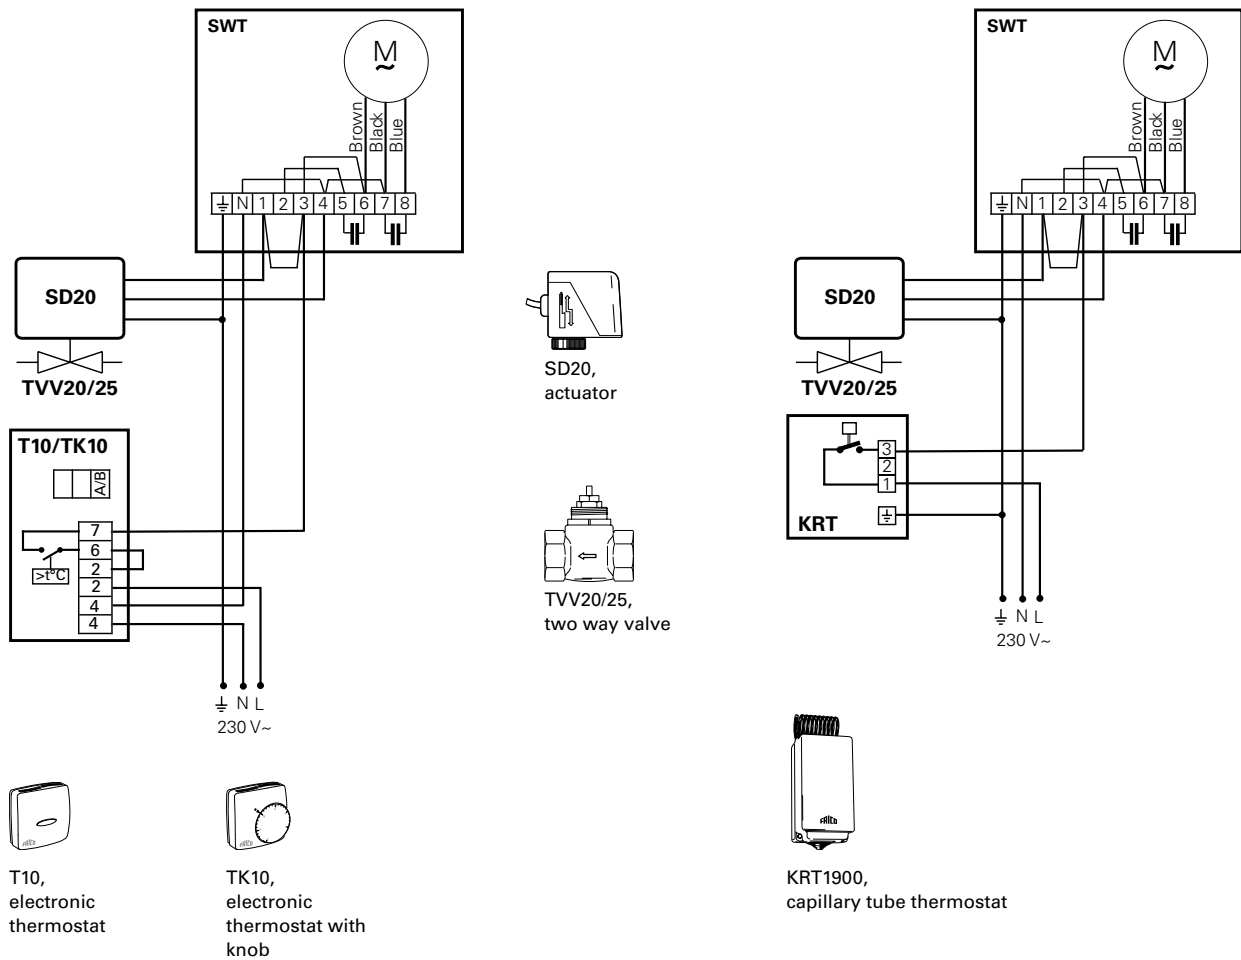 SWT
M
~
Brown
Black
Blue
N 1 2 3 4 5 6 7 8
SD20
TVV20/25
T10/TK10
A/B
7
6
2
2
4
4
>t°C
N L
230 V~
SD20,
actuator
TVV20/25,
two way valve
SWT
M
~
Brown
Black
Blue
N 1 2 3 4 5 6 7 8
SD20
TVV20/25
3
2
1
KRT
N L
230 V~
FRICO
T10,
electronic
thermostat
FRICO
TK10,
electronic
thermostat with
knob
FRICO
KRT1900,
capillary tube thermostat